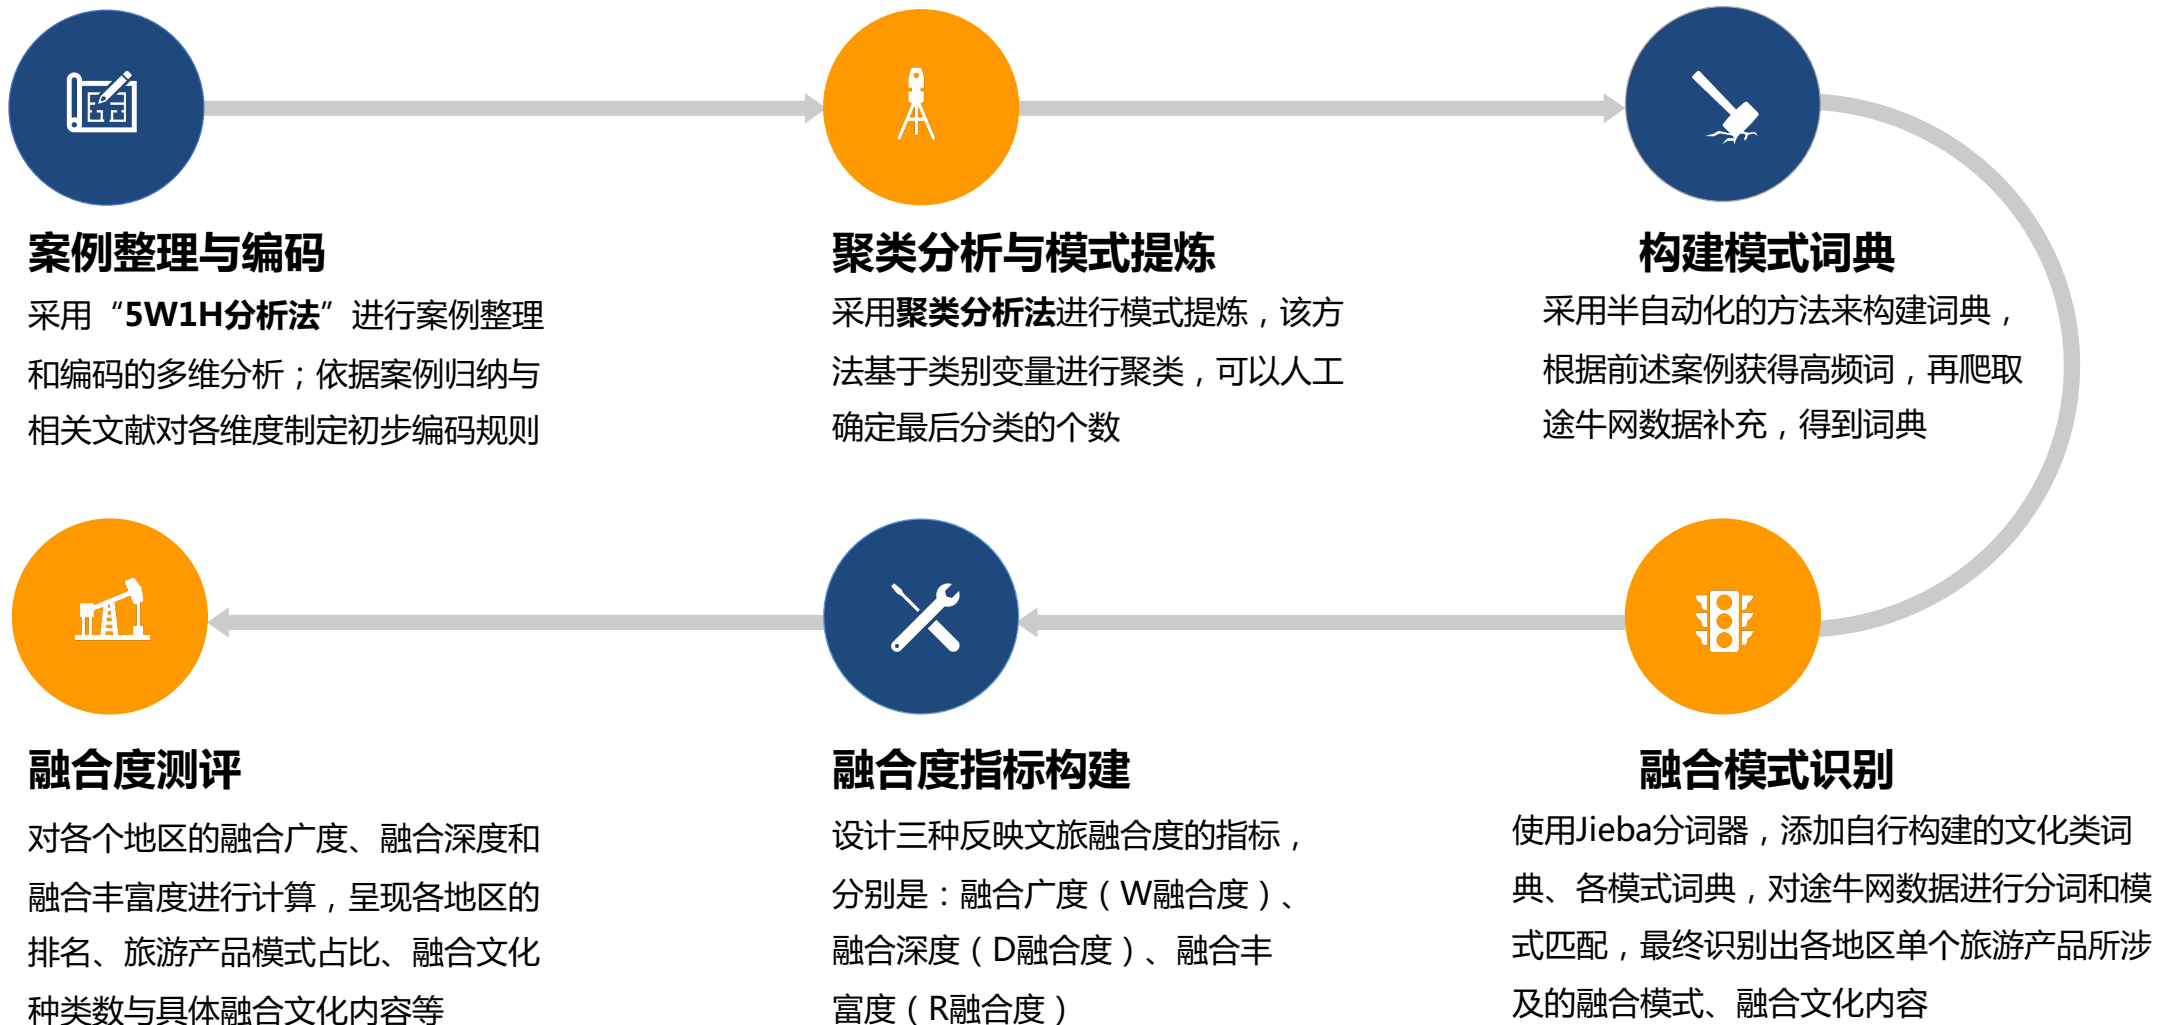 案例整理与编码
采用“5W1H分析法”进行案例整理
和编码的多维分析；依据案例归纳与
相关文献对各维度制定初步编码规则
聚类分析与模式提炼
采用聚类分析法进行模式提炼，该方
法基于类别变量进行聚类，可以人工
确定最后分类的个数
构建模式词典
采用半自动化的方法来构建词典，
根据前述案例获得高频词，再爬取
途牛网数据补充，得到词典
融合模式识别
使用Jieba分词器，添加自行构建的文化类词
典、各模式词典，对途牛网数据进行分词和模
式匹配，最终识别出各地区单个旅游产品所涉
及的融合模式、融合文化内容
融合度指标构建
设计三种反映文旅融合度的指标，
分别是：融合广度（W融合度）、
融合深度（D融合度）、融合丰
富度（R融合度）
融合度测评
对各个地区的融合广度、融合深度和
融合丰富度进行计算，呈现各地区的
排名、旅游产品模式占比、融合文化
种类数与具体融合文化内容等